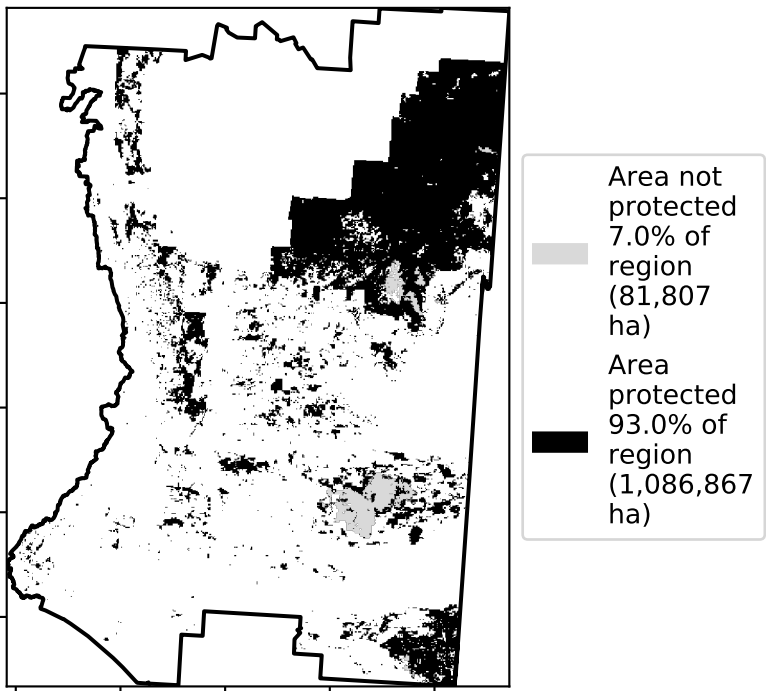 Area not
protected
7.0% of
region
(81,807
ha)
Area
protected
93.0% of
region
(1,086,867
ha)